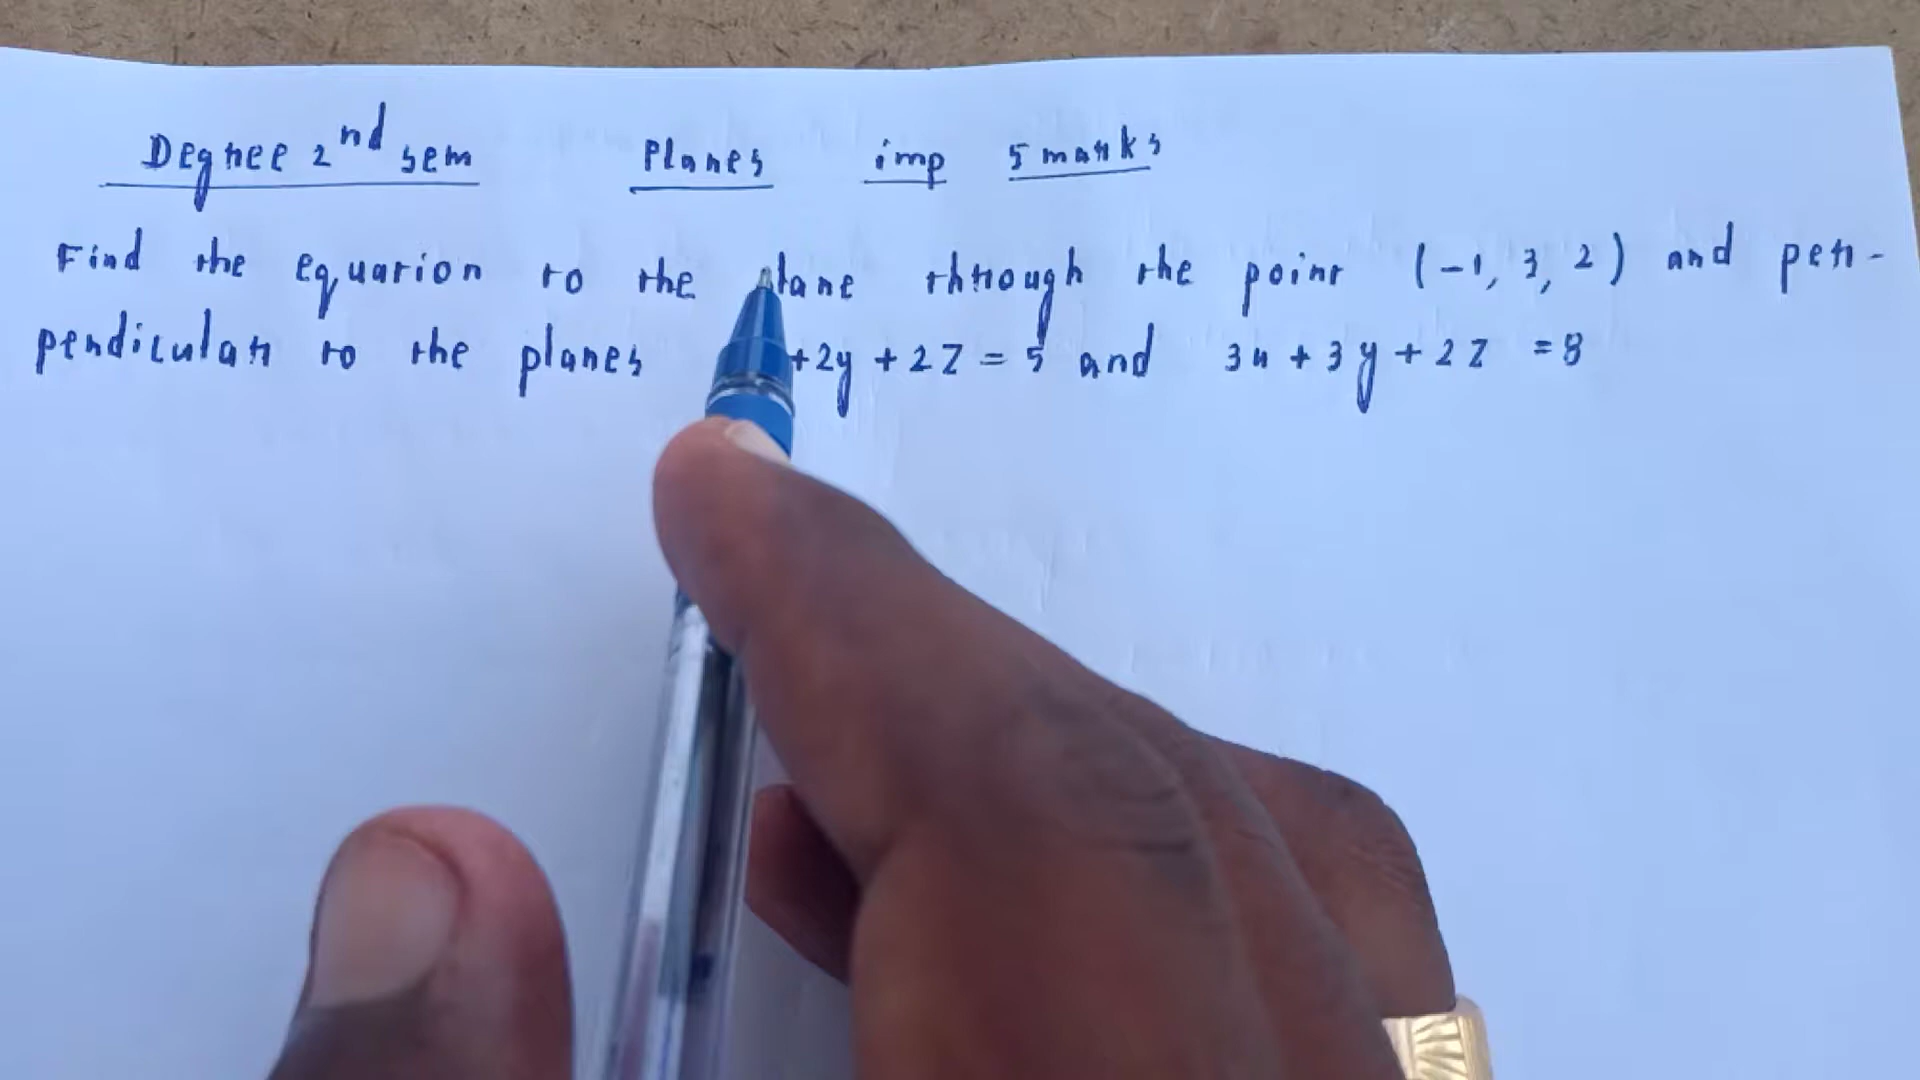 Degree 2nd sem Planes imp 5 marks
Find the equation to the plane through the point (-1, 3, 2) and per-
pendicular to the planes +2y + 2z = 5 and 3x + 3y + 2z = 8